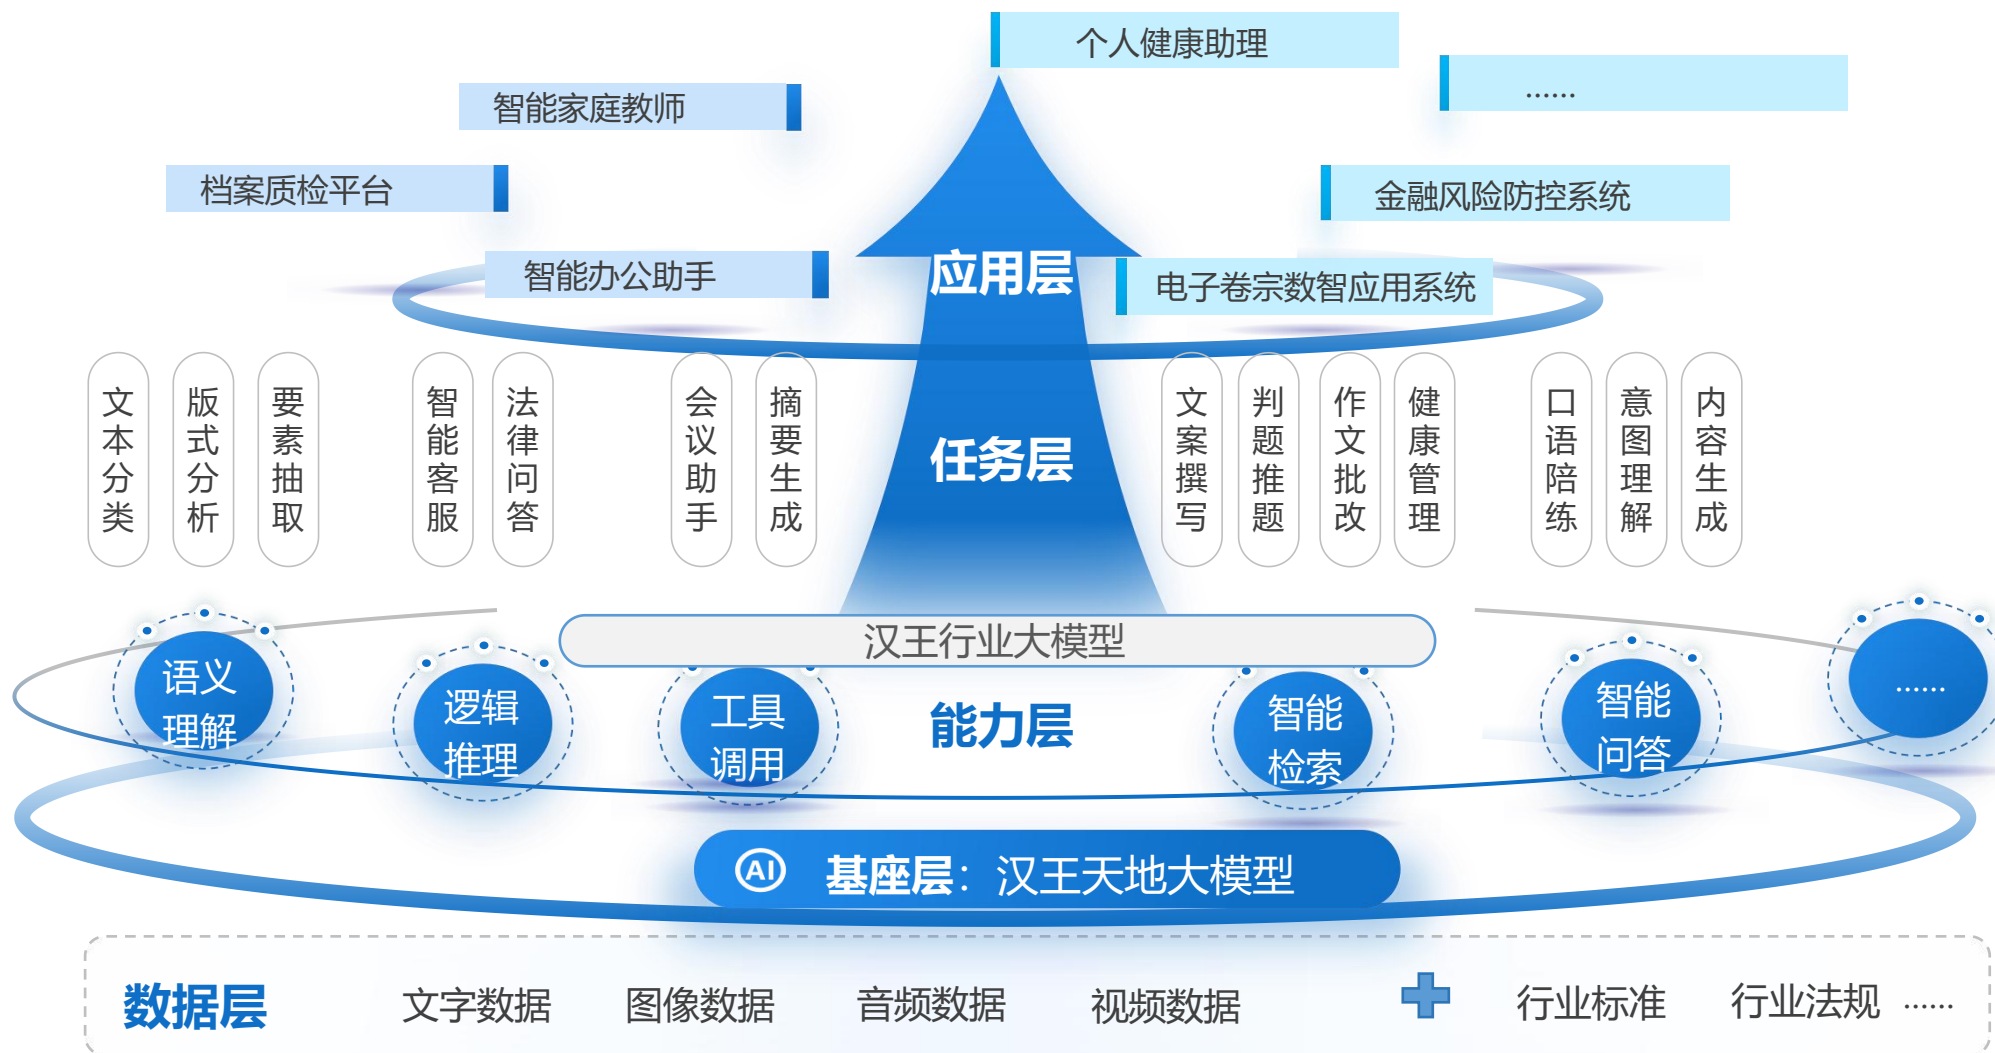 个人健康助理
……
智能家庭教师
档案质检平台
金融风险防控系统
智能办公助手
应用层
电子卷宗数智应用系统
文本分类
版式分析
要素抽取
智能客服
法律问答
会议助手
摘要生成
任务层
文案撰写
判题推题
作文批改
健康管理
口语陪练
意图理解
内容生成
汉王行业大模型
语义
理解
逻辑
推理
工具
调用
能力层
智能
检索
智能
问答
……
AI 基座层：汉王天地大模型
数据层 文字数据 图像数据 音频数据 视频数据 行业标准 行业法规 ……